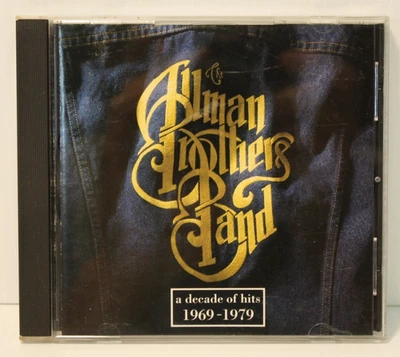 The
Allman
Brothers
Band
a decade of hits
1969-1979